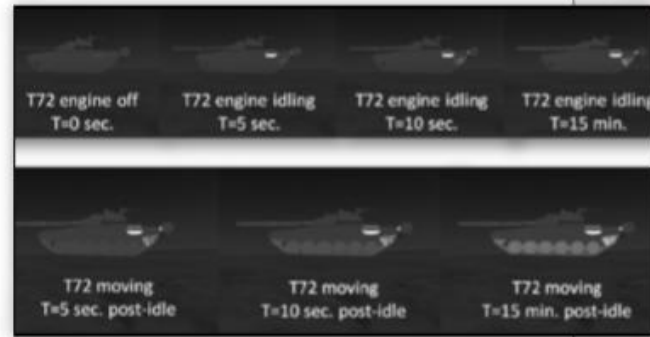 T72 engine off
T=0 sec.
T72 engine idling
T=5 sec.
T72 engine idling
T=10 sec.
T72 engine idling
T=15 min.
T72 moving
T=5 sec. post-idle
T72 moving
T=10 sec. post-idle
T72 moving
T=15 min. post-idle